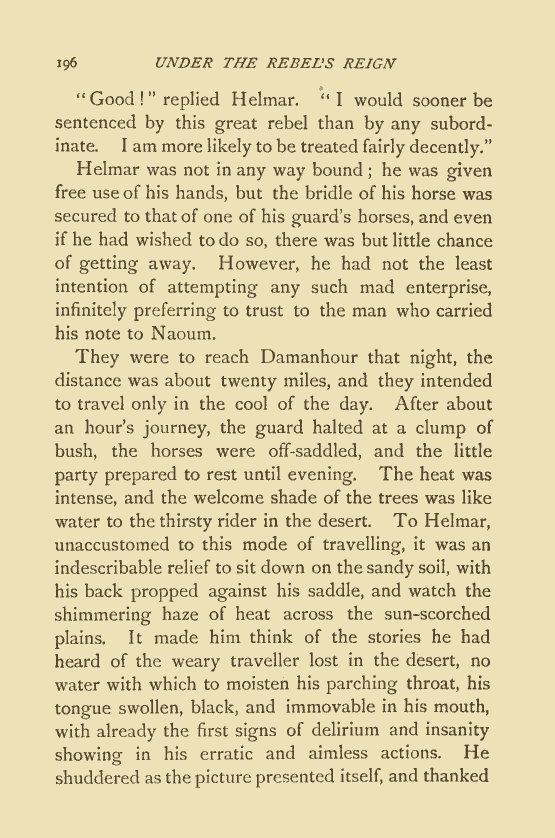 196 UNDER THE REBEL'S REIGN
"Good!" replied Helmar. "I would sooner be
sentenced by this great rebel than by any subord-
inate. I am more likely to be treated fairly decently."
Helmar was not in any way bound; he was given
free use of his hands, but the bridle of his horse was
secured to that of one of his guard's horses, and even
if he had wished to do so, there was but little chance
of getting away. However, he had not the least
intention of attempting any such mad enterprise,
infinitely preferring to trust to the man who carried
his note to Naoum.
They were to reach Damanhour that night, the
distance was about twenty miles, and they intended
to travel only in the cool of the day. After about
an hour's journey, the guard halted at a clump of
bush, the horses were off-saddled, and the little
party prepared to rest until evening. The heat was
intense, and the welcome shade of the trees was like
water to the thirsty rider in the desert. To Helmar,
unaccustomed to this mode of travelling, it was an
indescribable relief to sit down on the sandy soil, with
his back propped against his saddle, and watch the
shimmering haze of heat across the sun-scorched
plains. It made him think of the stories he had
heard of the weary traveller lost in the desert, no
water with which to moisten his parching throat, his
tongue swollen, black, and immovable in his mouth,
with already the first signs of delirium and insanity
showing in his erratic and aimless actions. He
shuddered as the picture presented itself, and thanked